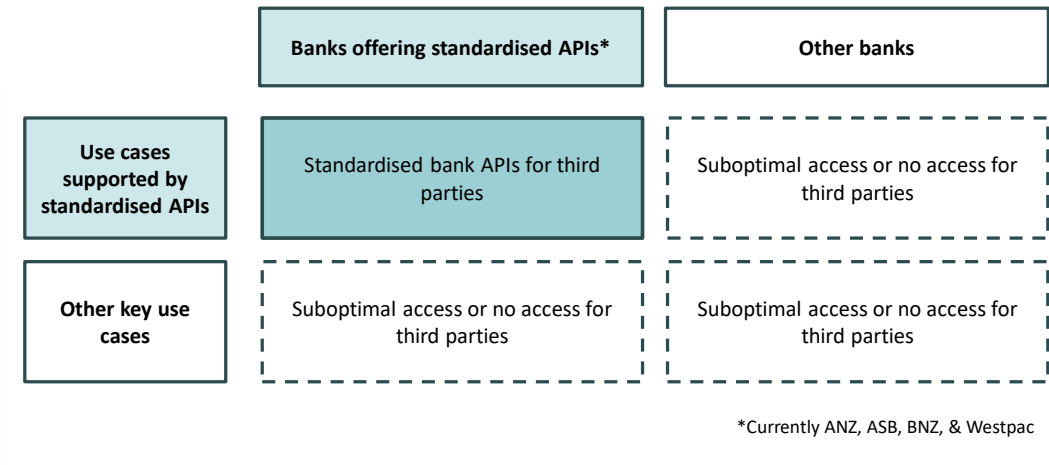 Banks offering standardised APIs*
Other banks
Use cases
supported by
standardised APIs
Standardised bank APIs for third
parties
Suboptimal access or no access for
third parties
Other key use
cases
Suboptimal access or no access for
third parties
Suboptimal access or no access for
third parties
*Currently ANZ, ASB, BNZ, & Westpac